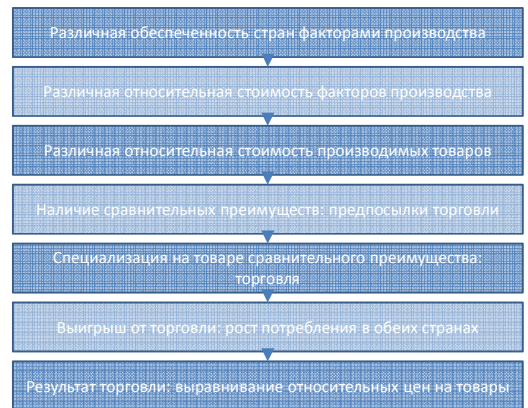 Различная обеспеченность стран факторами производства
Различная относительная стоимость факторов производства
Различная относительная стоимость производимых товаров
Наличие сравнительных преимуществ: предпосылки торговли
Специализация на товаре сравнительного преимущества:
торговля
Выигрыш от торговли: рост потребления в обеих странах
Результат торговли: выравнивание относительных цен на товары